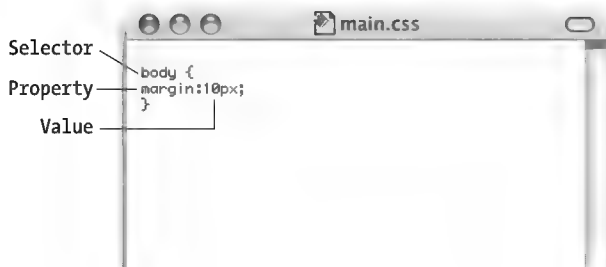 main.css
Selector
body {
Property
margin:10px;
}
Value